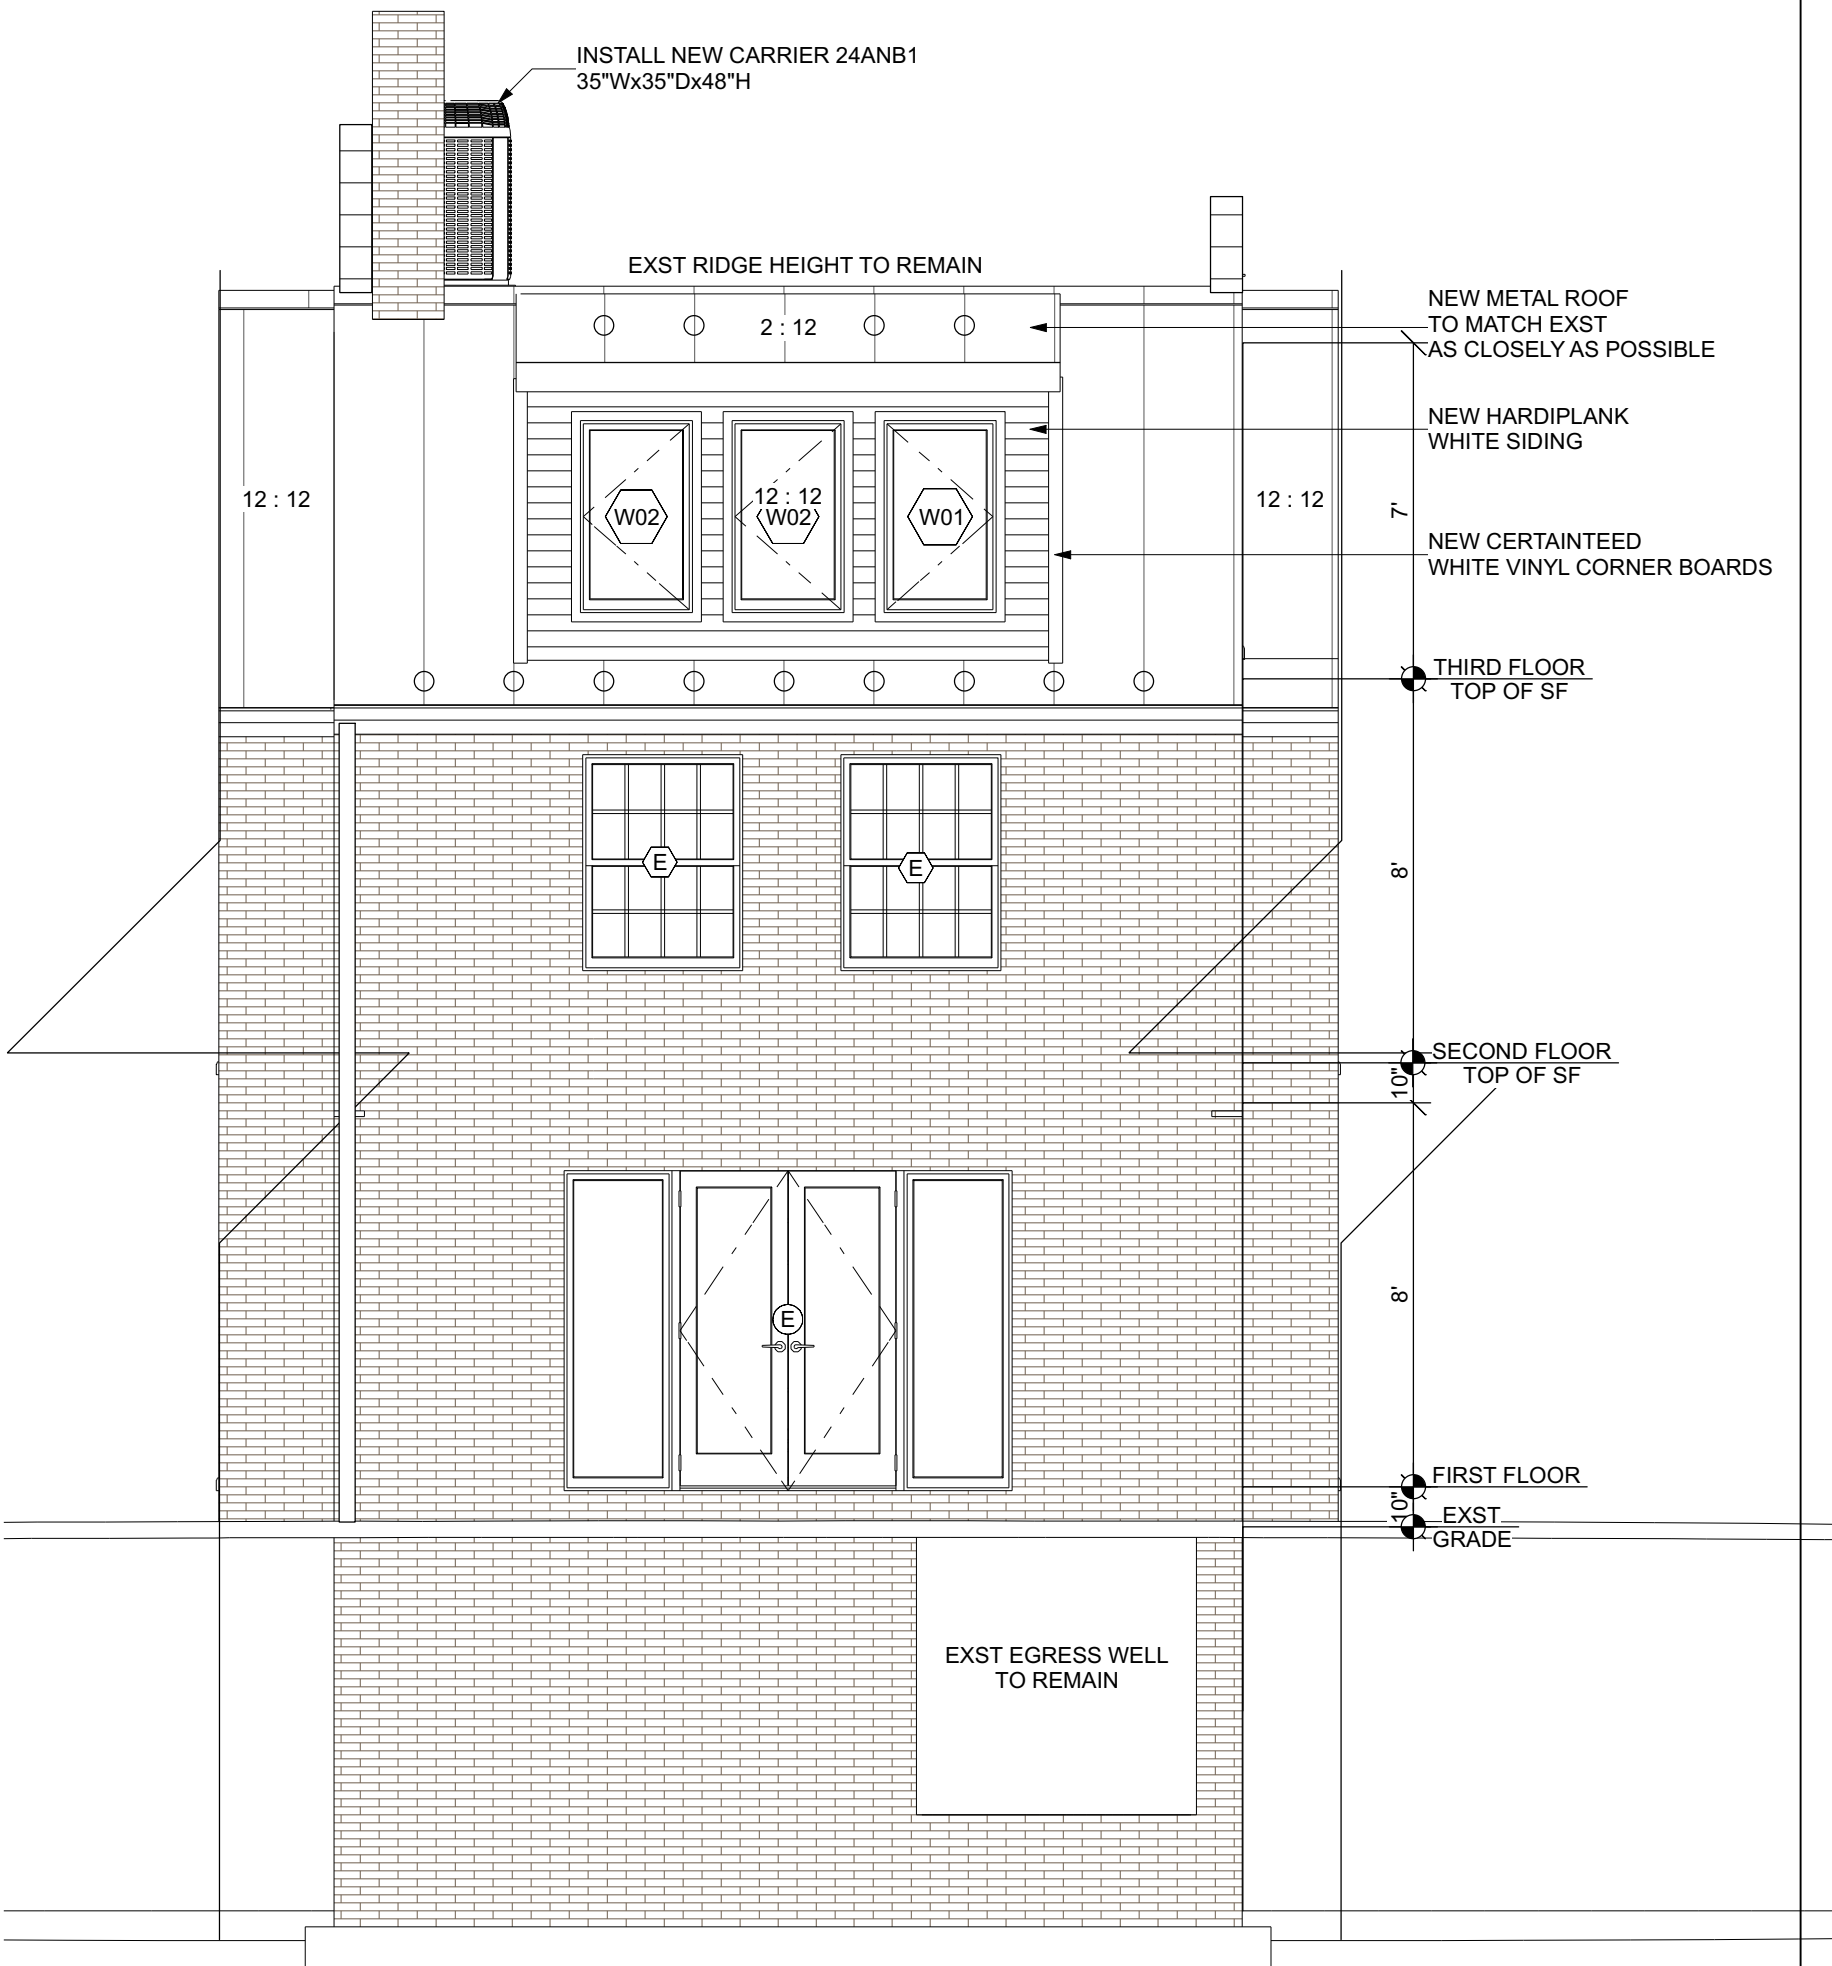 INSTALL NEW CARRIER 24ANB1
35"Wx35"Dx48"H
EXST RIDGE HEIGHT TO REMAIN
2 : 12
NEW METAL ROOF
TO MATCH EXST
AS CLOSELY AS POSSIBLE
NEW HARDIPLANK
WHITE SIDING
12 : 12
12 : 12
12 : 12
W02
W02
W01
7'
NEW CERTAINTEED
WHITE VINYL CORNER BOARDS
THIRD FLOOR
TOP OF SF
E
E
8'
SECOND FLOOR
TOP OF SF
10"
8'
E
FIRST FLOOR
10"
EXST
GRADE
EXST EGRESS WELL
TO REMAIN